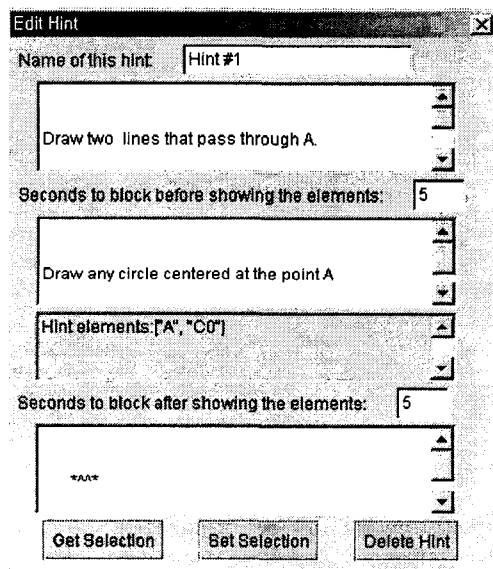 Edit Hint
Name of this hint: Hint #1
Draw two lines that pass through A.
Seconds to block before showing the elements: 5
Draw any circle centered at the point A
Hint elements:["A", "C0"]
Seconds to block after showing the elements: 5
*^^*
Get Selection Set Selection Delete Hint